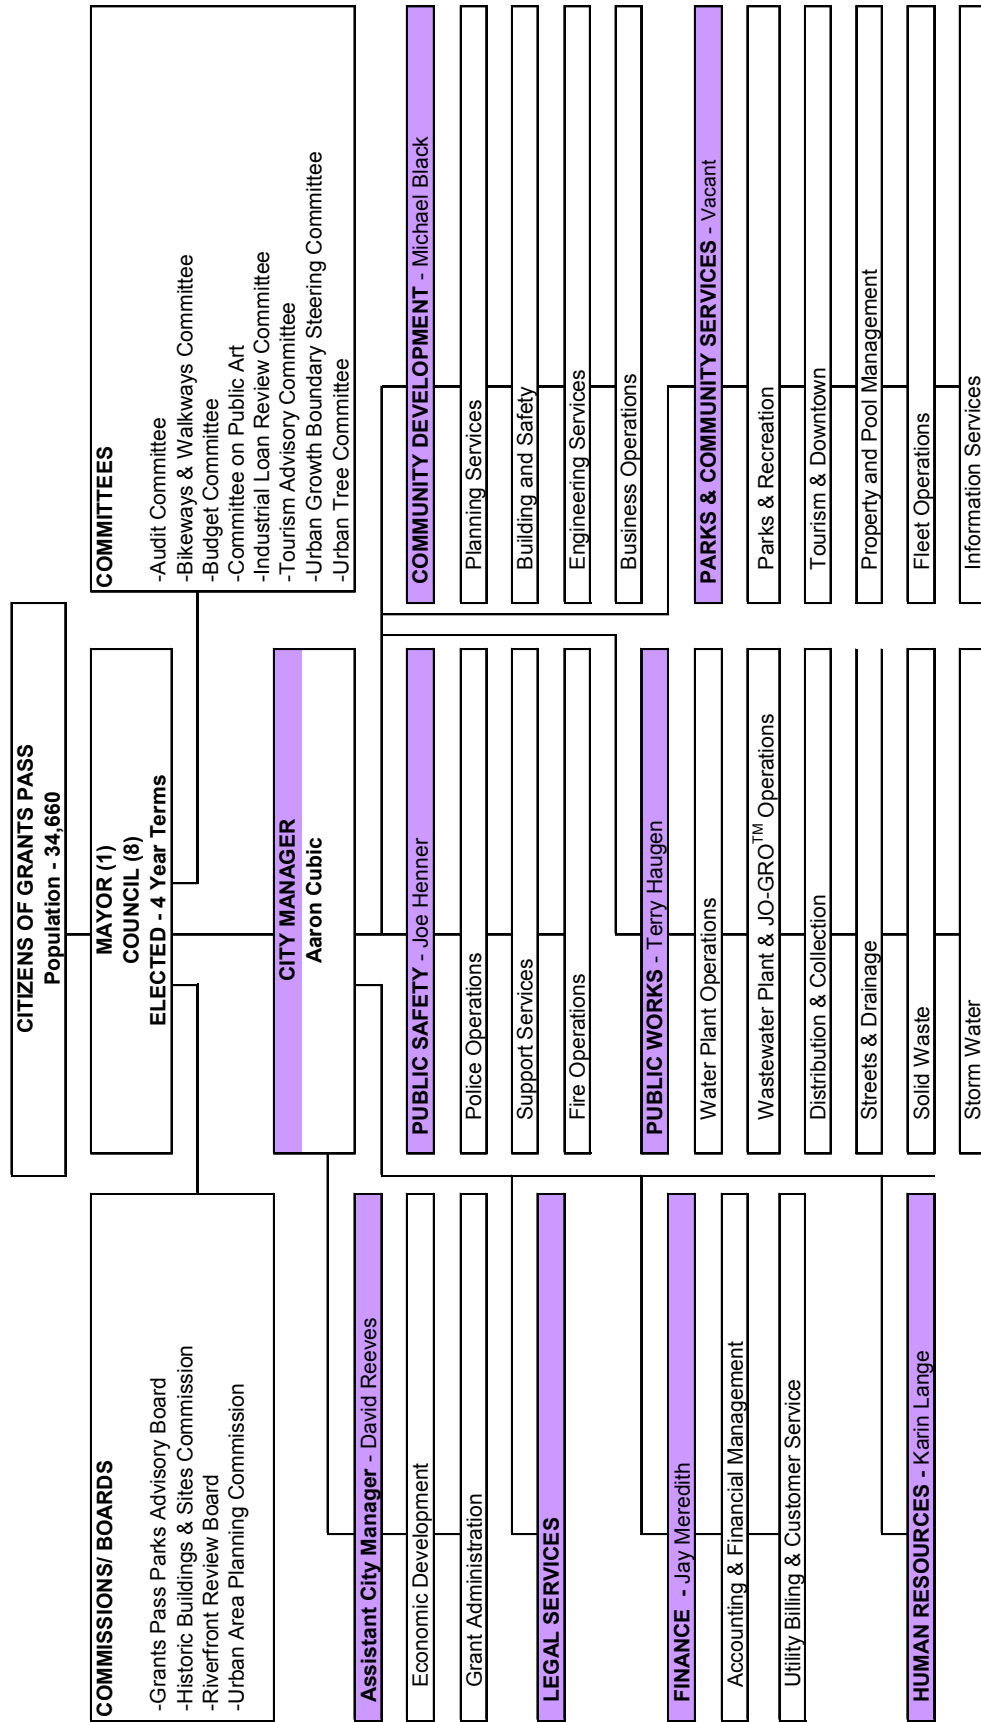 CITIZENS OF GRANTS PASS
Population - 34,660
MAYOR (1)
COUNCIL (8)
ELECTED - 4 Year Terms
COMMISSIONS/ BOARDS
-Grants Pass Parks Advisory Board
-Historic Buildings & Sites Commission
-Riverfront Review Board
-Urban Area Planning Commission
COMMITTEES
-Audit Committee
-Bikeways & Walkways Committee
-Budget Committee
-Committee on Public Art
-Industrial Loan Review Committee
-Tourism Advisory Committee
-Urban Growth Boundary Steering Committee
-Urban Tree Committee
CITY MANAGER
Aaron Cubic
Assistant City Manager - David Reeves
Economic Development
Grant Administration
LEGAL SERVICES
FINANCE - Jay Meredith
Accounting & Financial Management
Utility Billing & Customer Service
HUMAN RESOURCES - Karin Lange
PUBLIC SAFETY - Joe Henner
Police Operations
Support Services
Fire Operations
PUBLIC WORKS - Terry Haugen
Water Plant Operations
Wastewater Plant & JO-GRO™ Operations
Distribution & Collection
Streets & Drainage
Solid Waste
Storm Water
COMMUNITY DEVELOPMENT - Michael Black
Planning Services
Building and Safety
Engineering Services
Business Operations
PARKS & COMMUNITY SERVICES - Vacant
Parks & Recreation
Tourism & Downtown
Property and Pool Management
Fleet Operations
Information Services